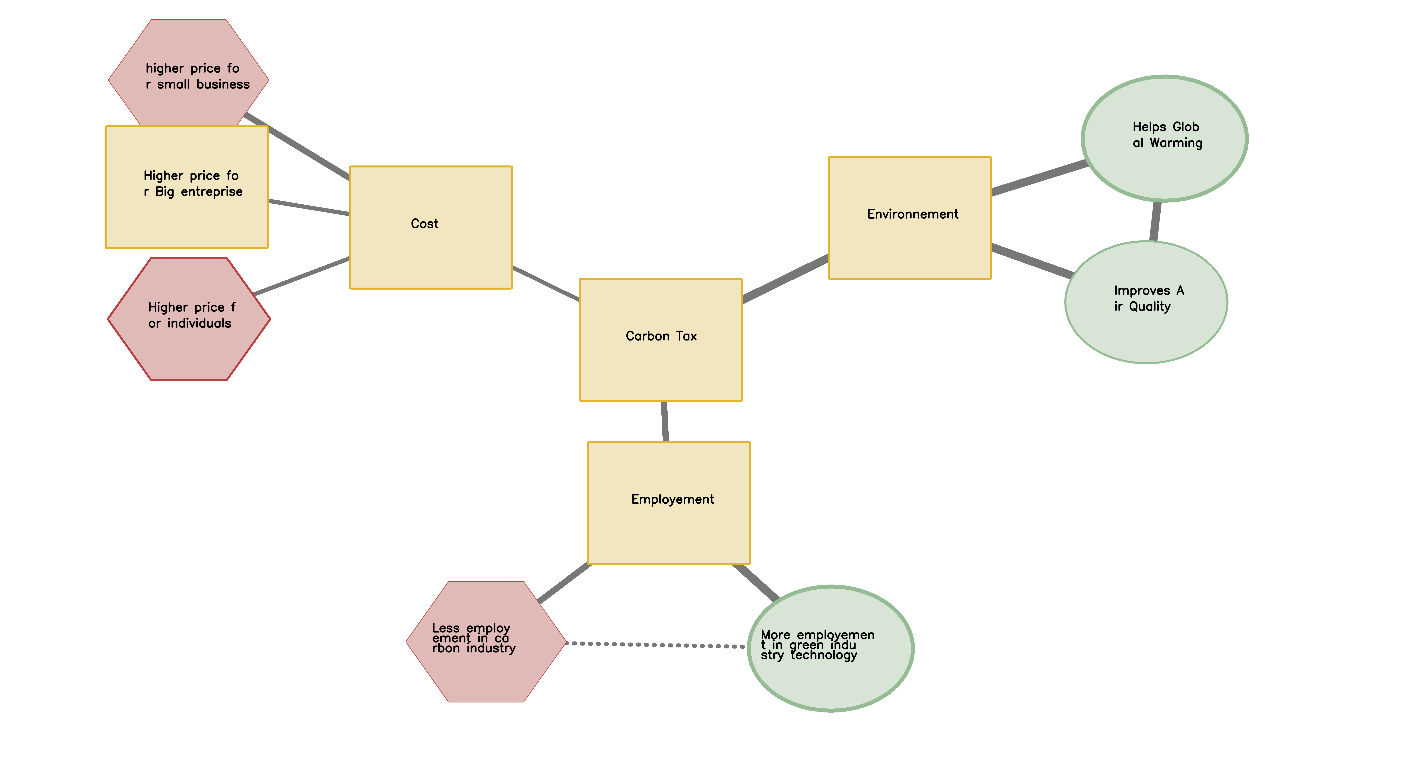 higher price fo
r small business
Higher price fo
r Big entreprise
Higher price f
or individuals
Cost
Carbon Tax
Environnement
Helps Glob
al Warming
Improves A
ir Quality
Employement
Less employ
ement in ca
rbon industry
More employemen
t in green indu
stry technology